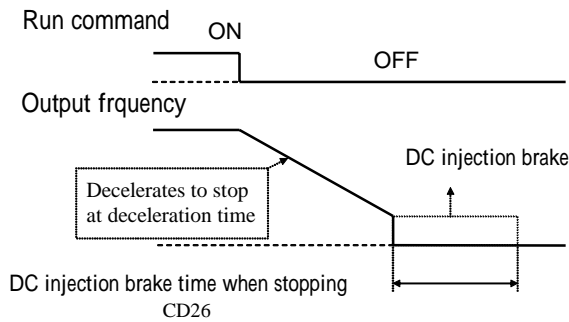 Run command
ON
OFF
Output frquency
DC injection brake
Decelerates to stop
at deceleration time
DC injection brake time when stopping
CD26